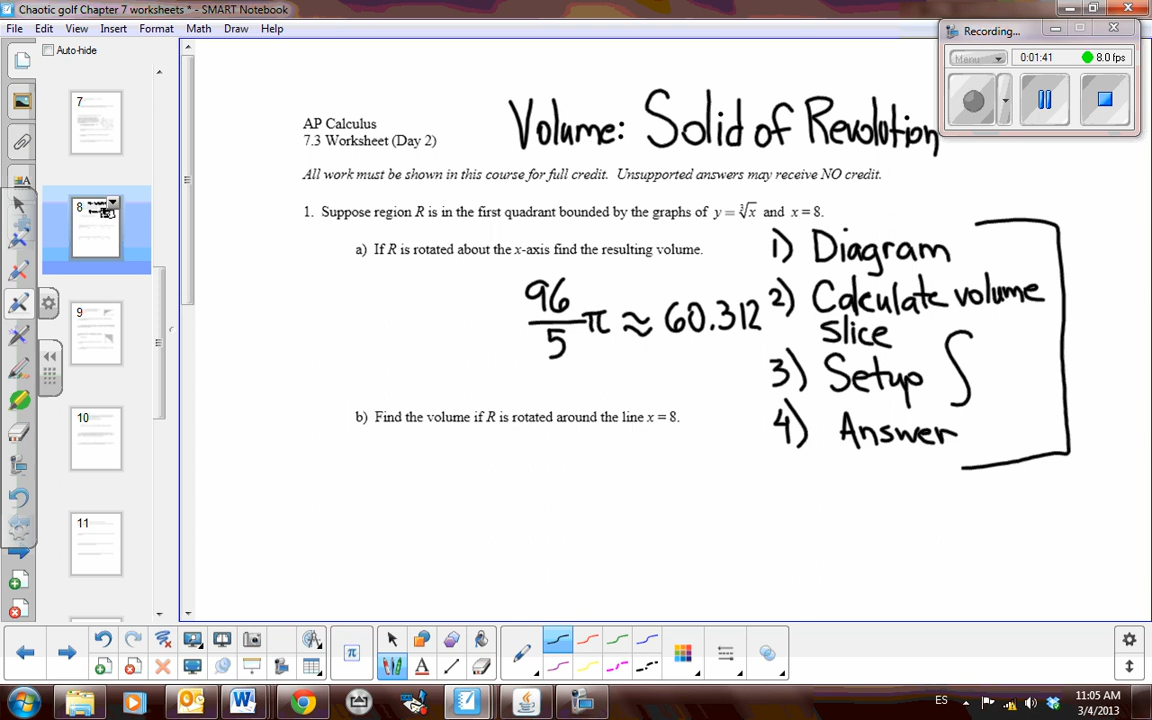 Chaotic golf Chapter 7 worksheets * - SMART Notebook
File Edit View Insert Format Math Draw Help
Auto-hide
Recording...
Menu
0:01:41
8.0 fps
7
8
9
10
11
Volume: Solid of Revolution
AP Calculus
7.3 Worksheet (Day 2)
All work must be shown in this course for full credit. Unsupported answers may receive NO credit.
1. Suppose region R is in the first quadrant bounded by the graphs of y = ∛x and x = 8.
a) If R is rotated about the x-axis find the resulting volume.
96/5 π ≈ 60.312
1) Diagram
2) Calculate volume
slice
3) Setup ∫
4) Answer
b) Find the volume if R is rotated around the line x = 8.
π
A
ES
11:05 AM
3/4/2013